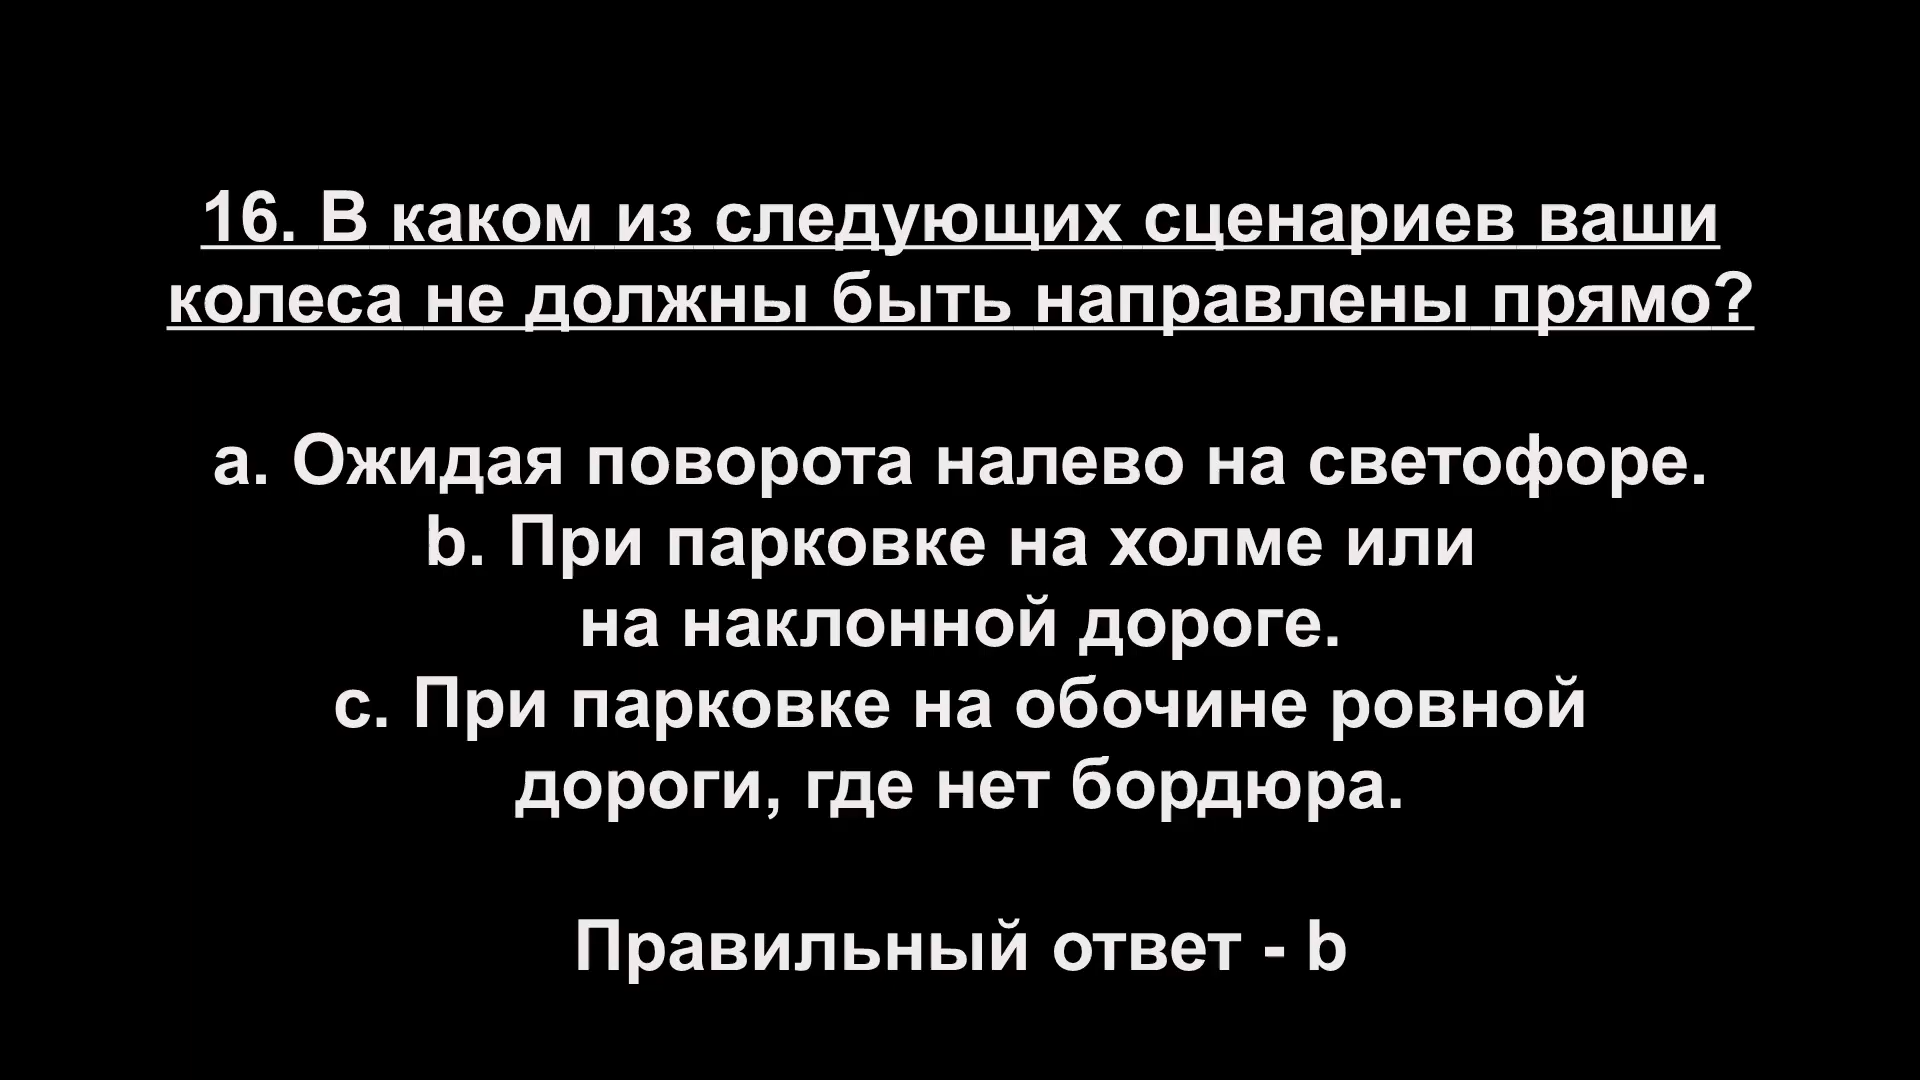 16. В каком из следующих сценариев ваши
колеса не должны быть направлены прямо?
a. Ожидая поворота налево на светофоре.
b. При парковке на холме или
на наклонной дороге.
c. При парковке на обочине ровной
дороги, где нет бордюра.
Правильный ответ - b